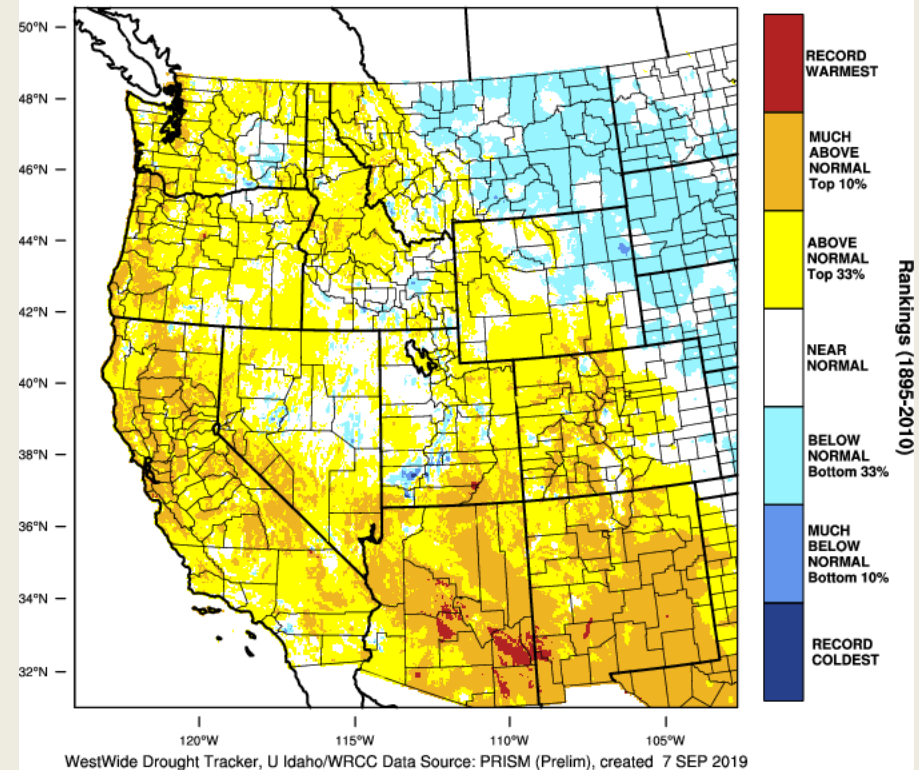 50°N
48°N
46°N
44°N
42°N
40°N
38°N
36°N
34°N
32°N
120°W 115°W 110°W 105°W
RECORD
WARMEST
MUCH
ABOVE
NORMAL
Top 10%
ABOVE
NORMAL
Top 33%
NEAR
NORMAL
BELOW
NORMAL
Bottom 33%
MUCH
BELOW
NORMAL
Bottom 10%
RECORD
COLDEST
Rankings (1895-2010)
WestWide Drought Tracker, U Idaho/WRCC Data Source: PRISM (Prelim), created 7 SEP 2019